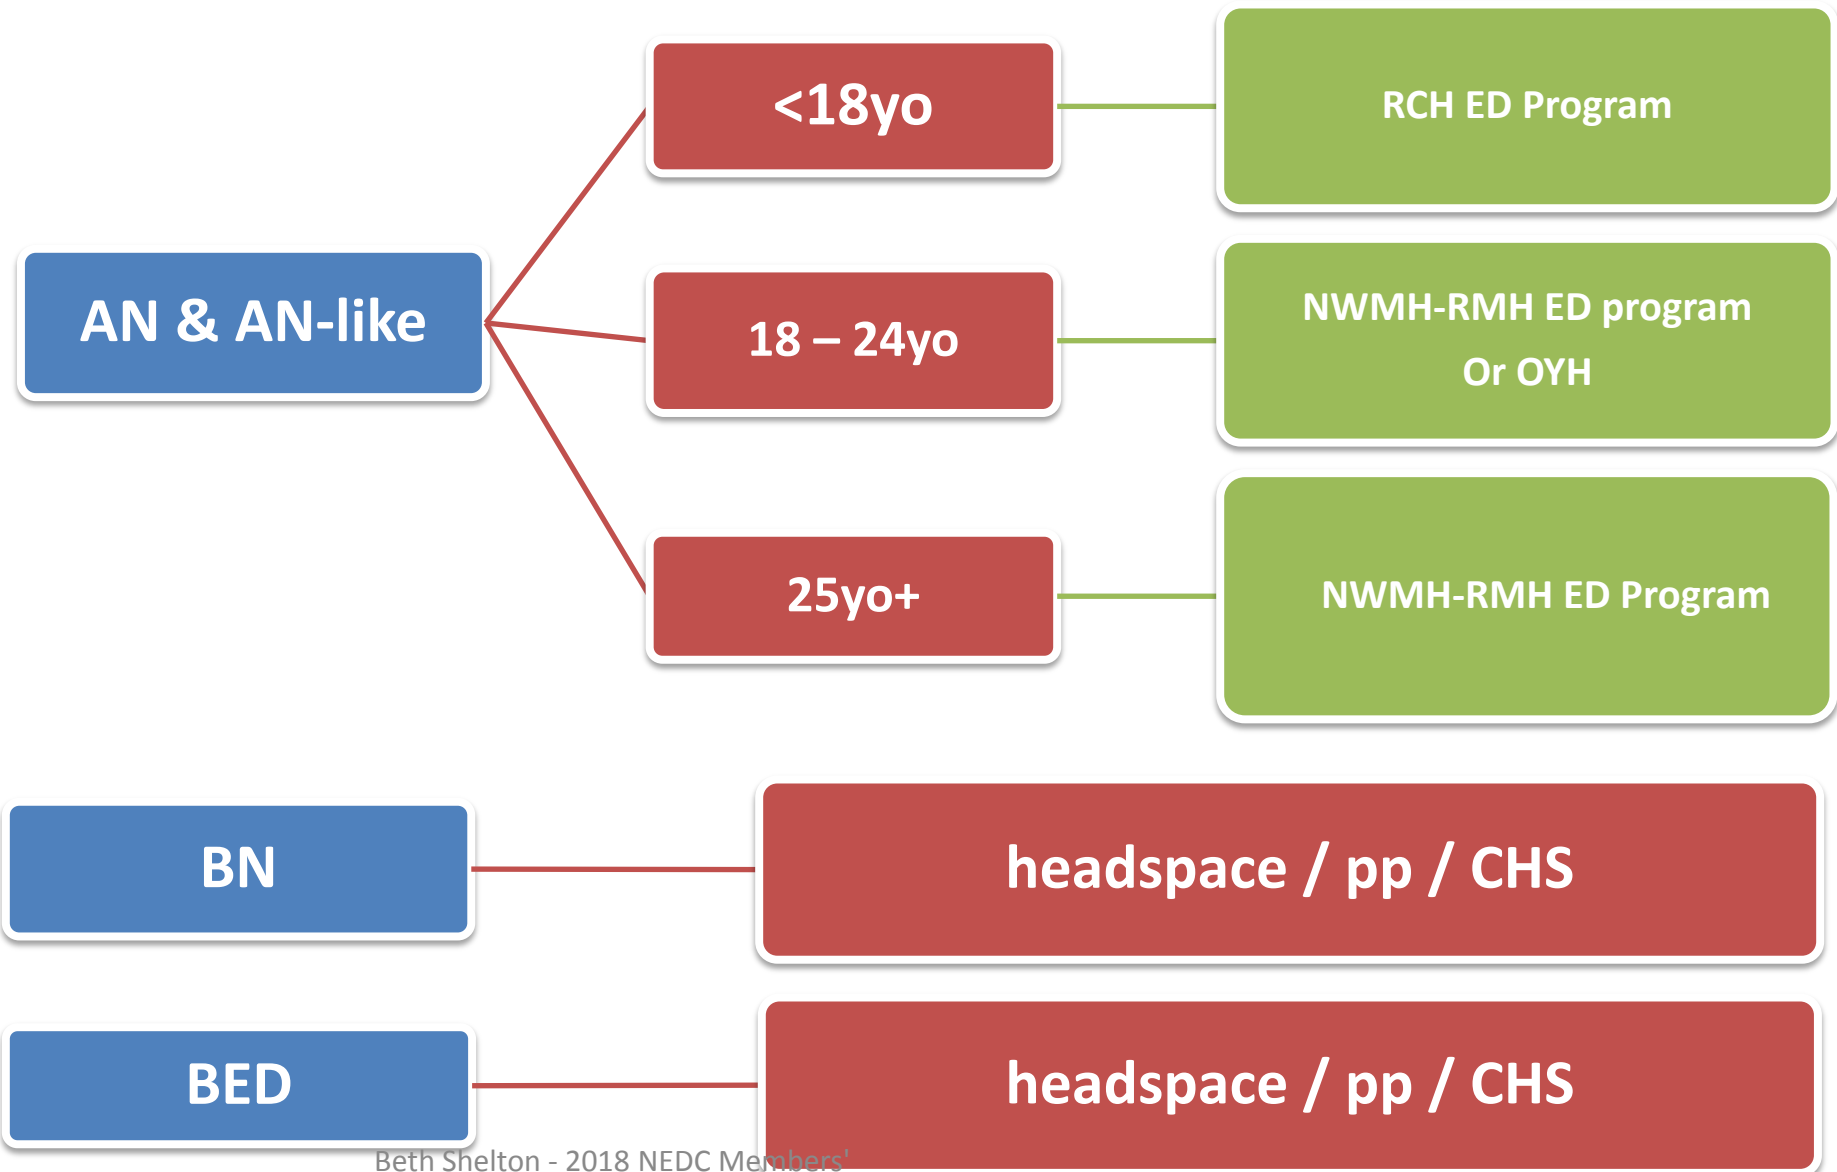 <18yo
RCH ED Program
AN & AN-like
18 – 24yo
NWMH-RMH ED program
Or OYH
25yo+
NWMH-RMH ED Program
BN
headspace / pp / CHS
BED
headspace / pp / CHS
Beth Shelton - 2018 NEDC Members'